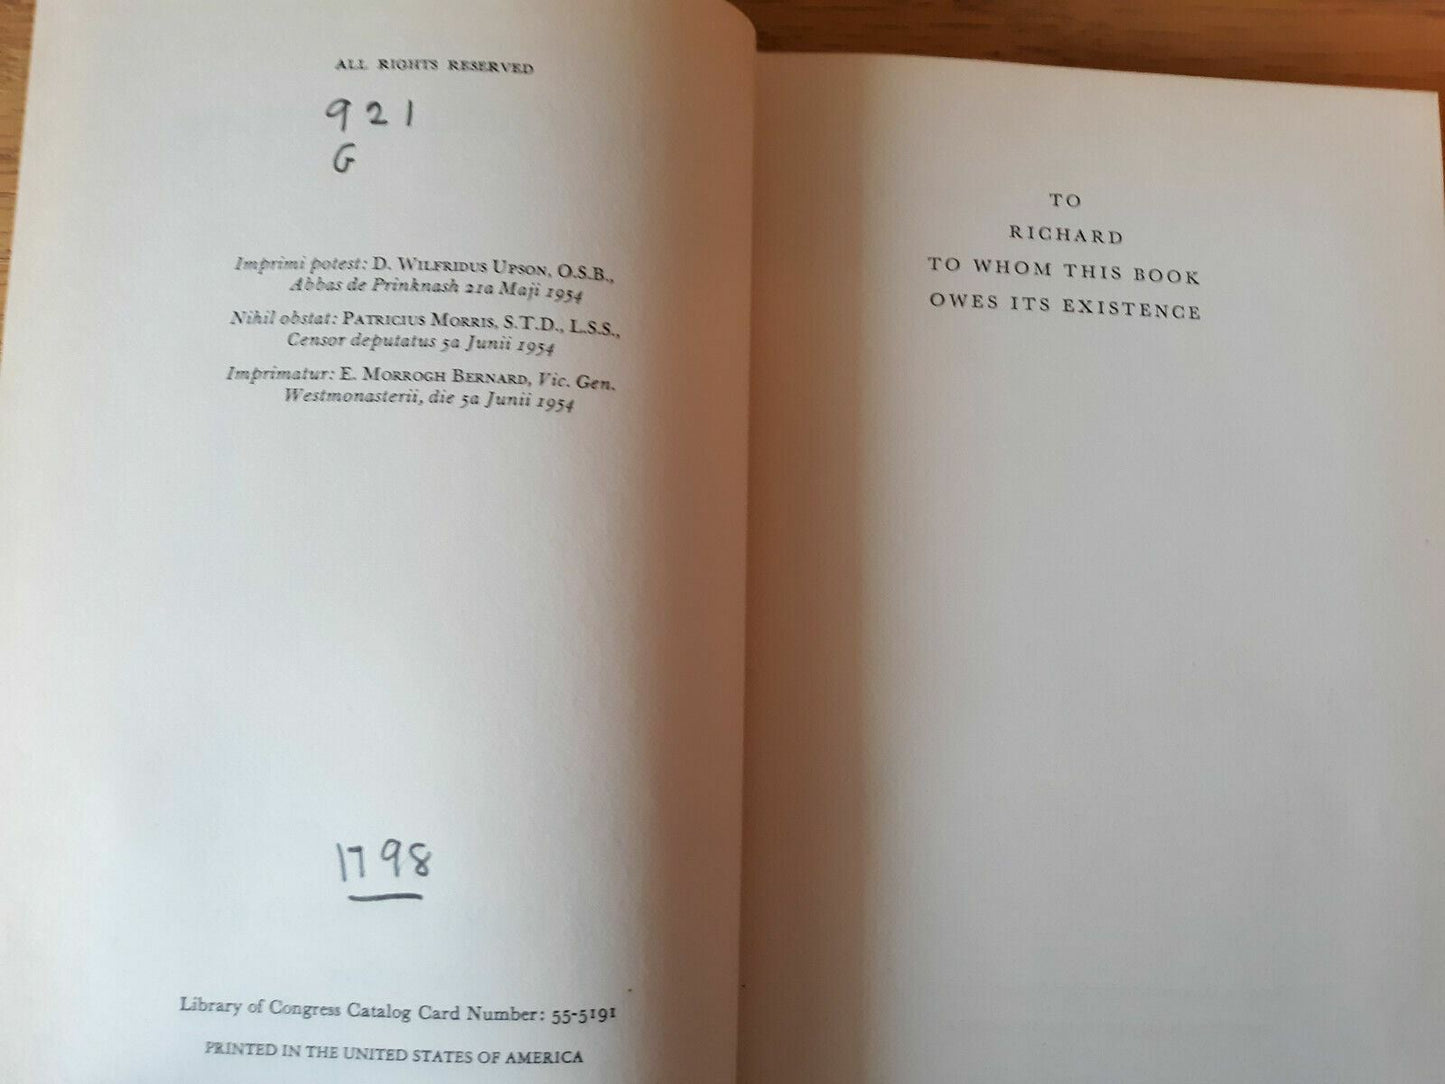 ALL RIGHTS RESERVED
921
G
Imprimi potest: D. Wilfridus Upson, O.S.B.,
Abbas de Prinknash 21a Maji 1954
Nihil obstat: Patricius Morris, S.T.D., L.S.S.,
Censor deputatus 5a Junii 1954
Imprimatur: E. Morrogh Bernard, Vic. Gen.
Westmonasterii, die 5a Junii 1954
1798
Library of Congress Catalog Card Number: 55-5191
PRINTED IN THE UNITED STATES OF AMERICA
TO
RICHARD
TO WHOM THIS BOOK
OWES ITS EXISTENCE